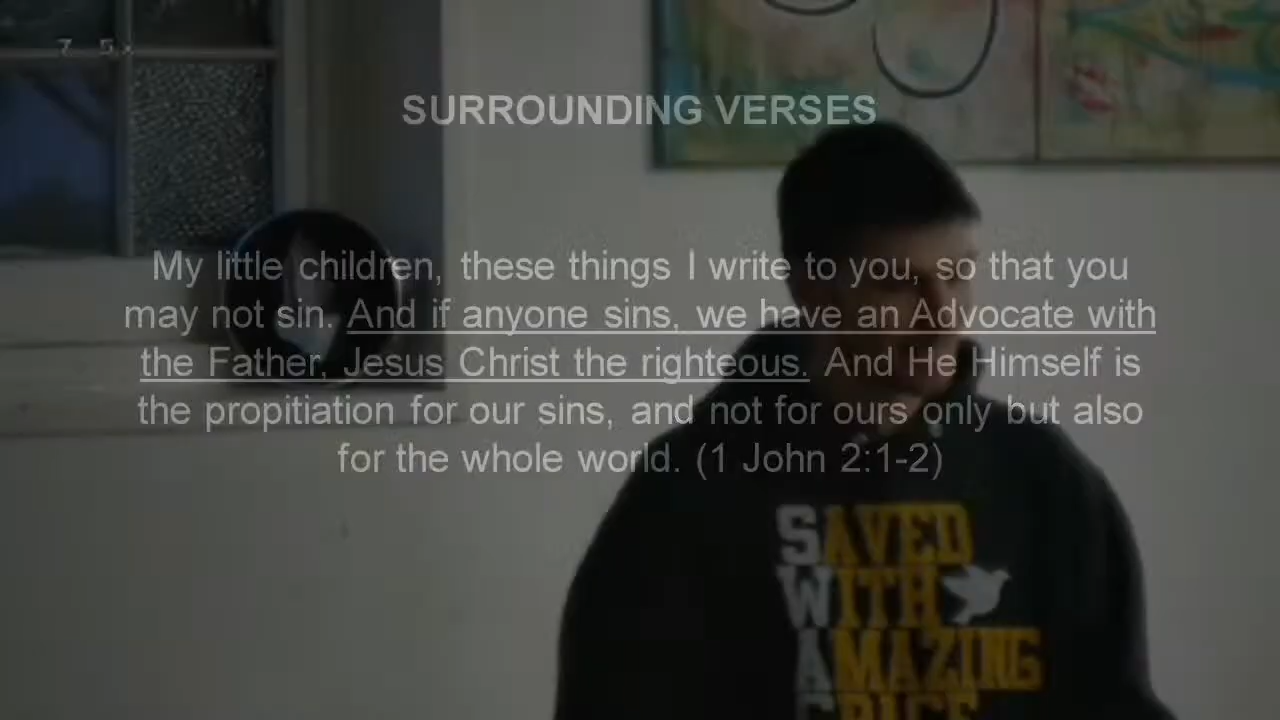 SURROUNDING VERSES
My little children, these things I write to you, so that you
may not sin. And if anyone sins, we have an Advocate with
the Father, Jesus Christ the righteous. And He Himself is
the propitiation for our sins, and not for ours only but also
for the whole world. (1 John 2:1-2)
SAVED
WITH
AMAZING
GRACE